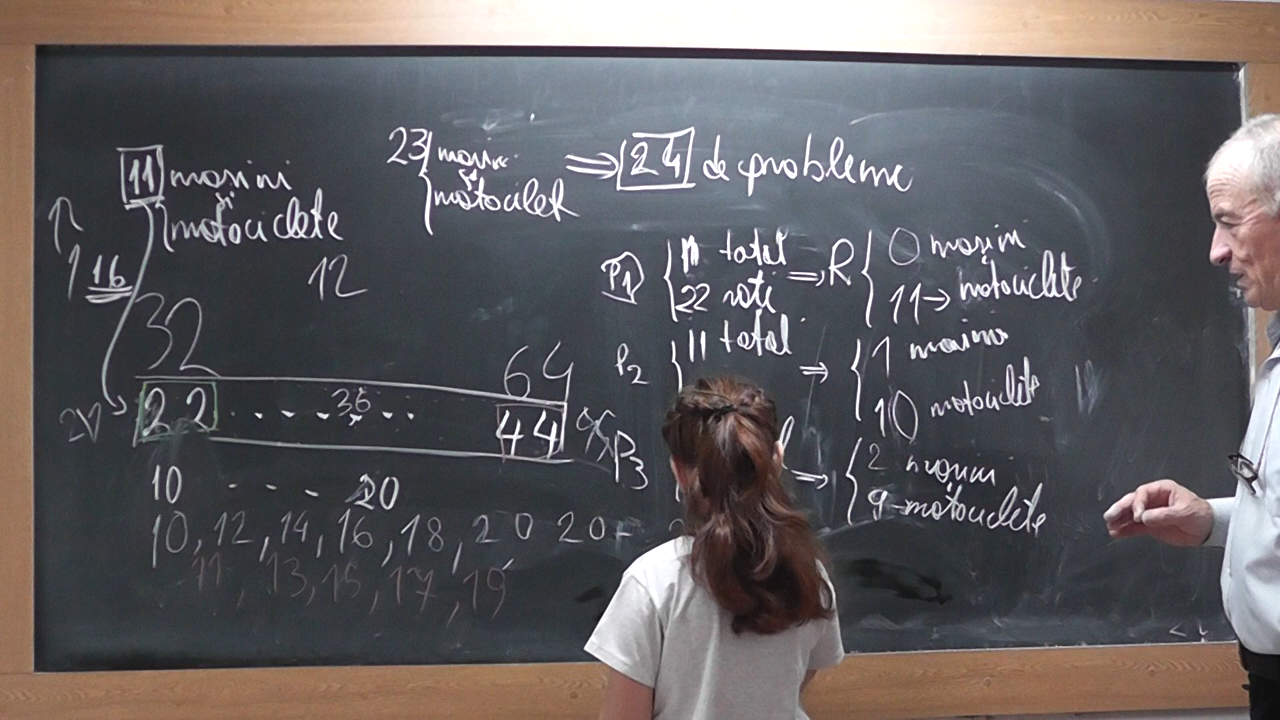 11 mașini
și
motociclete
16
12
32
64
2V 22 . . . . 36 . . 44
10 - - - 20
10, 12, 14, 16, 18, 20 20-
11, 13, 15, 17, 19
23 mașini
și
motociclet
⇒ 24 de probleme
P1 { 11 total
22 roți
⇒ R { 0 mașini
11→ motociclete
P2 { 11 total
⇒ { 1 mașină
10 motociclete
P3
→ { 2 mașini
9 motociclete